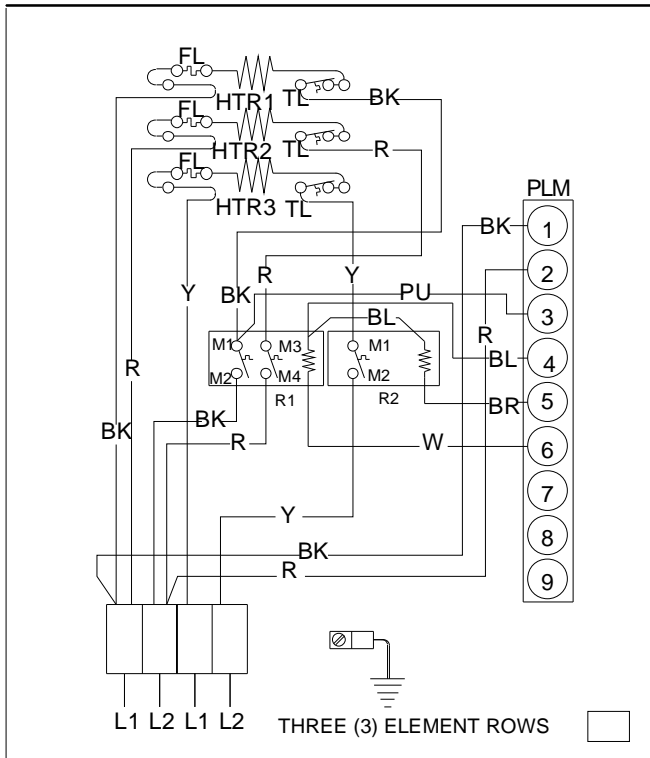 FL
HTR1 TL BK
FL
HTR2 TL R
FL
HTR3 TL
PLM
BK 1
2
Y BK R Y PU 3
R
M1 M3 BL M1
BL 4
M2 M4 M2
R1 R2
BR 5
R
BK
BK
R W 6
7
Y
8
BK
R 9
L1 L2 L1 L2
THREE (3) ELEMENT ROWS